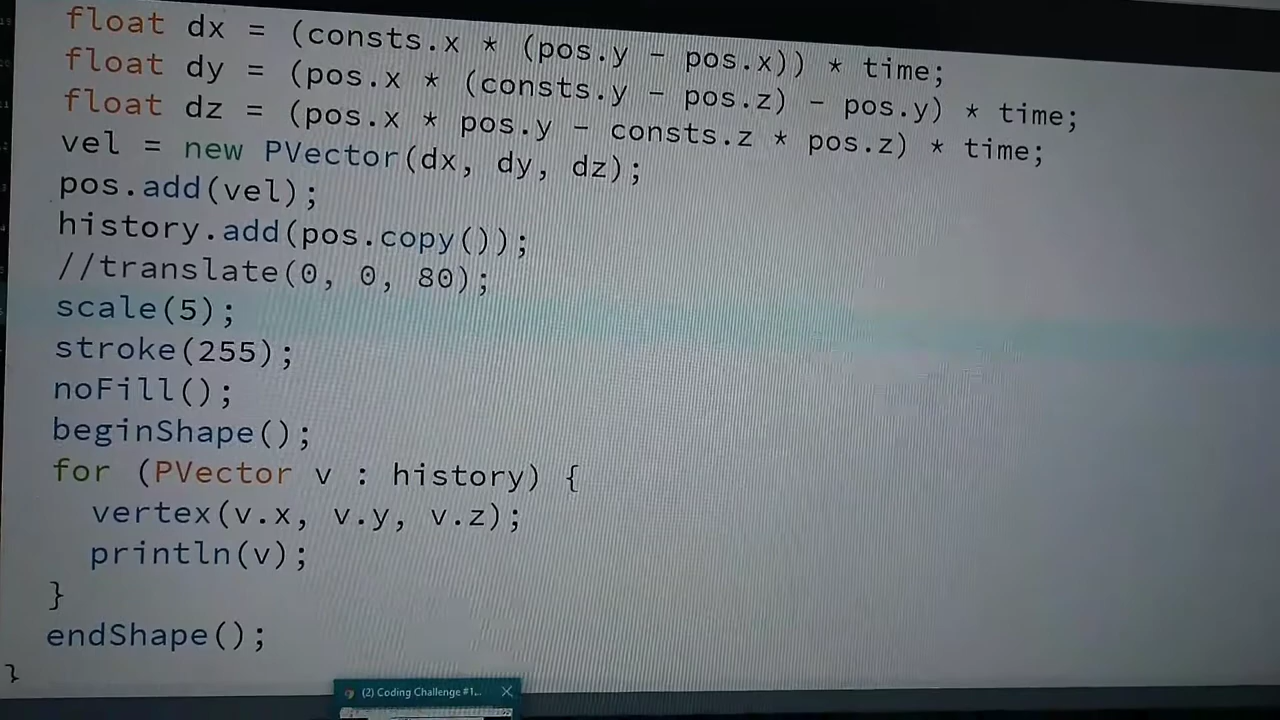 float dx = (consts.x * (pos.y - pos.x)) * time;
float dy = (pos.x * (consts.y - pos.z) - pos.y) * time;
float dz = (pos.x * pos.y - consts.z * pos.z) * time;
vel = new PVector(dx, dy, dz);
pos.add(vel);
history.add(pos.copy());
//translate(0, 0, 80);
scale(5);
stroke(255);
noFill();
beginShape();
for (PVector v : history) {
vertex(v.x, v.y, v.z);
println(v);
}
endShape();
}
(2) Coding Challenge #1...